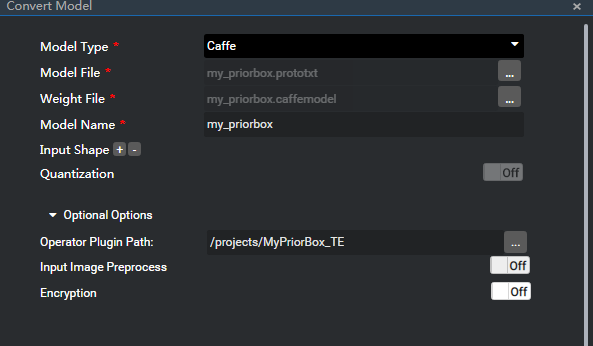 Convert Model ×
Model Type * Caffe
Model File * my_priorbox.prototxt ...
Weight File * my_priorbox.caffemodel ...
Model Name * my_priorbox
Input Shape + -
Quantization Off
Optional Options
Operator Plugin Path: /projects/MyPriorBox_TE ...
Input Image Preprocess Off
Encryption Off